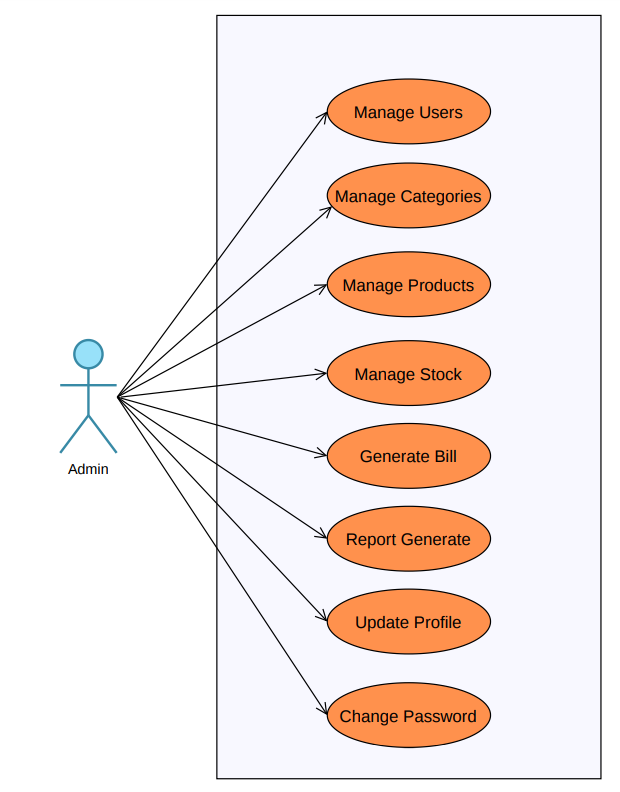 Manage Users
Manage Categories
Manage Products
Manage Stock
Generate Bill
Admin
Report Generate
Update Profile
Change Password